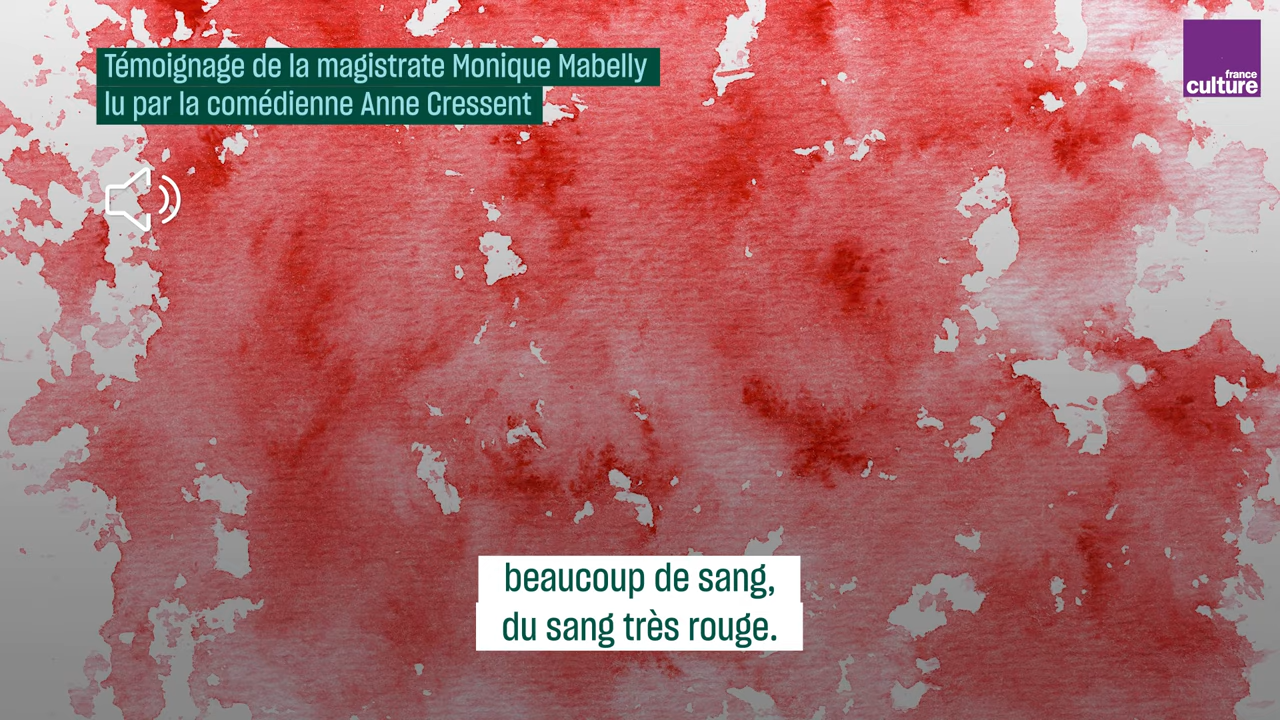 Témoignage de la magistrate Monique Mabelly
lu par la comédienne Anne Cressent
france
culture
beaucoup de sang,
du sang très rouge.